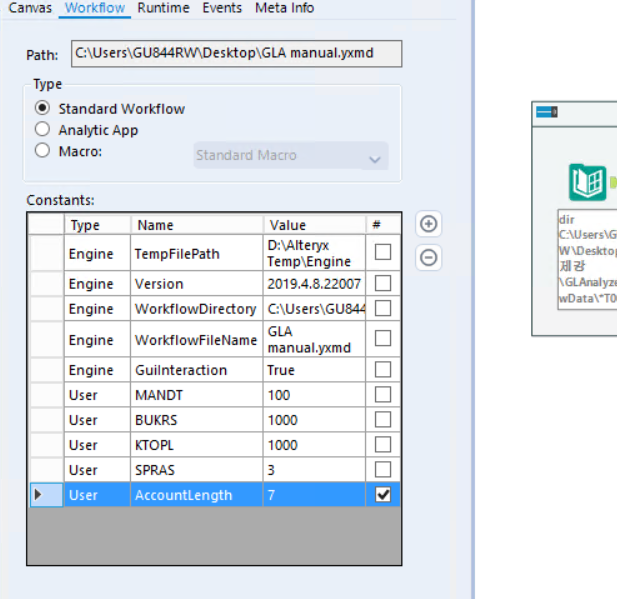 Canvas Workflow Runtime Events Meta Info
Path: C:\Users\GU844RW\Desktop\GLA manual.yxmd
Type
Standard Workflow
Analytic App
Macro: Standard Macro
Constants:
Type Name Value #
Engine TempFilePath D:\Alteryx
Temp\Engine
Engine Version 2019.4.8.22007
Engine WorkflowDirectory C:\Users\GU844
Engine WorkflowFileName GLA
manual.yxmd
Engine GuiInteraction True
User MANDT 100
User BUKRS 1000
User KTOPL 1000
User SPRAS 3
User AccountLength 7
dir
C:\Users\G
W\Desktop
제강
\GLAnalyze
wData\"T0